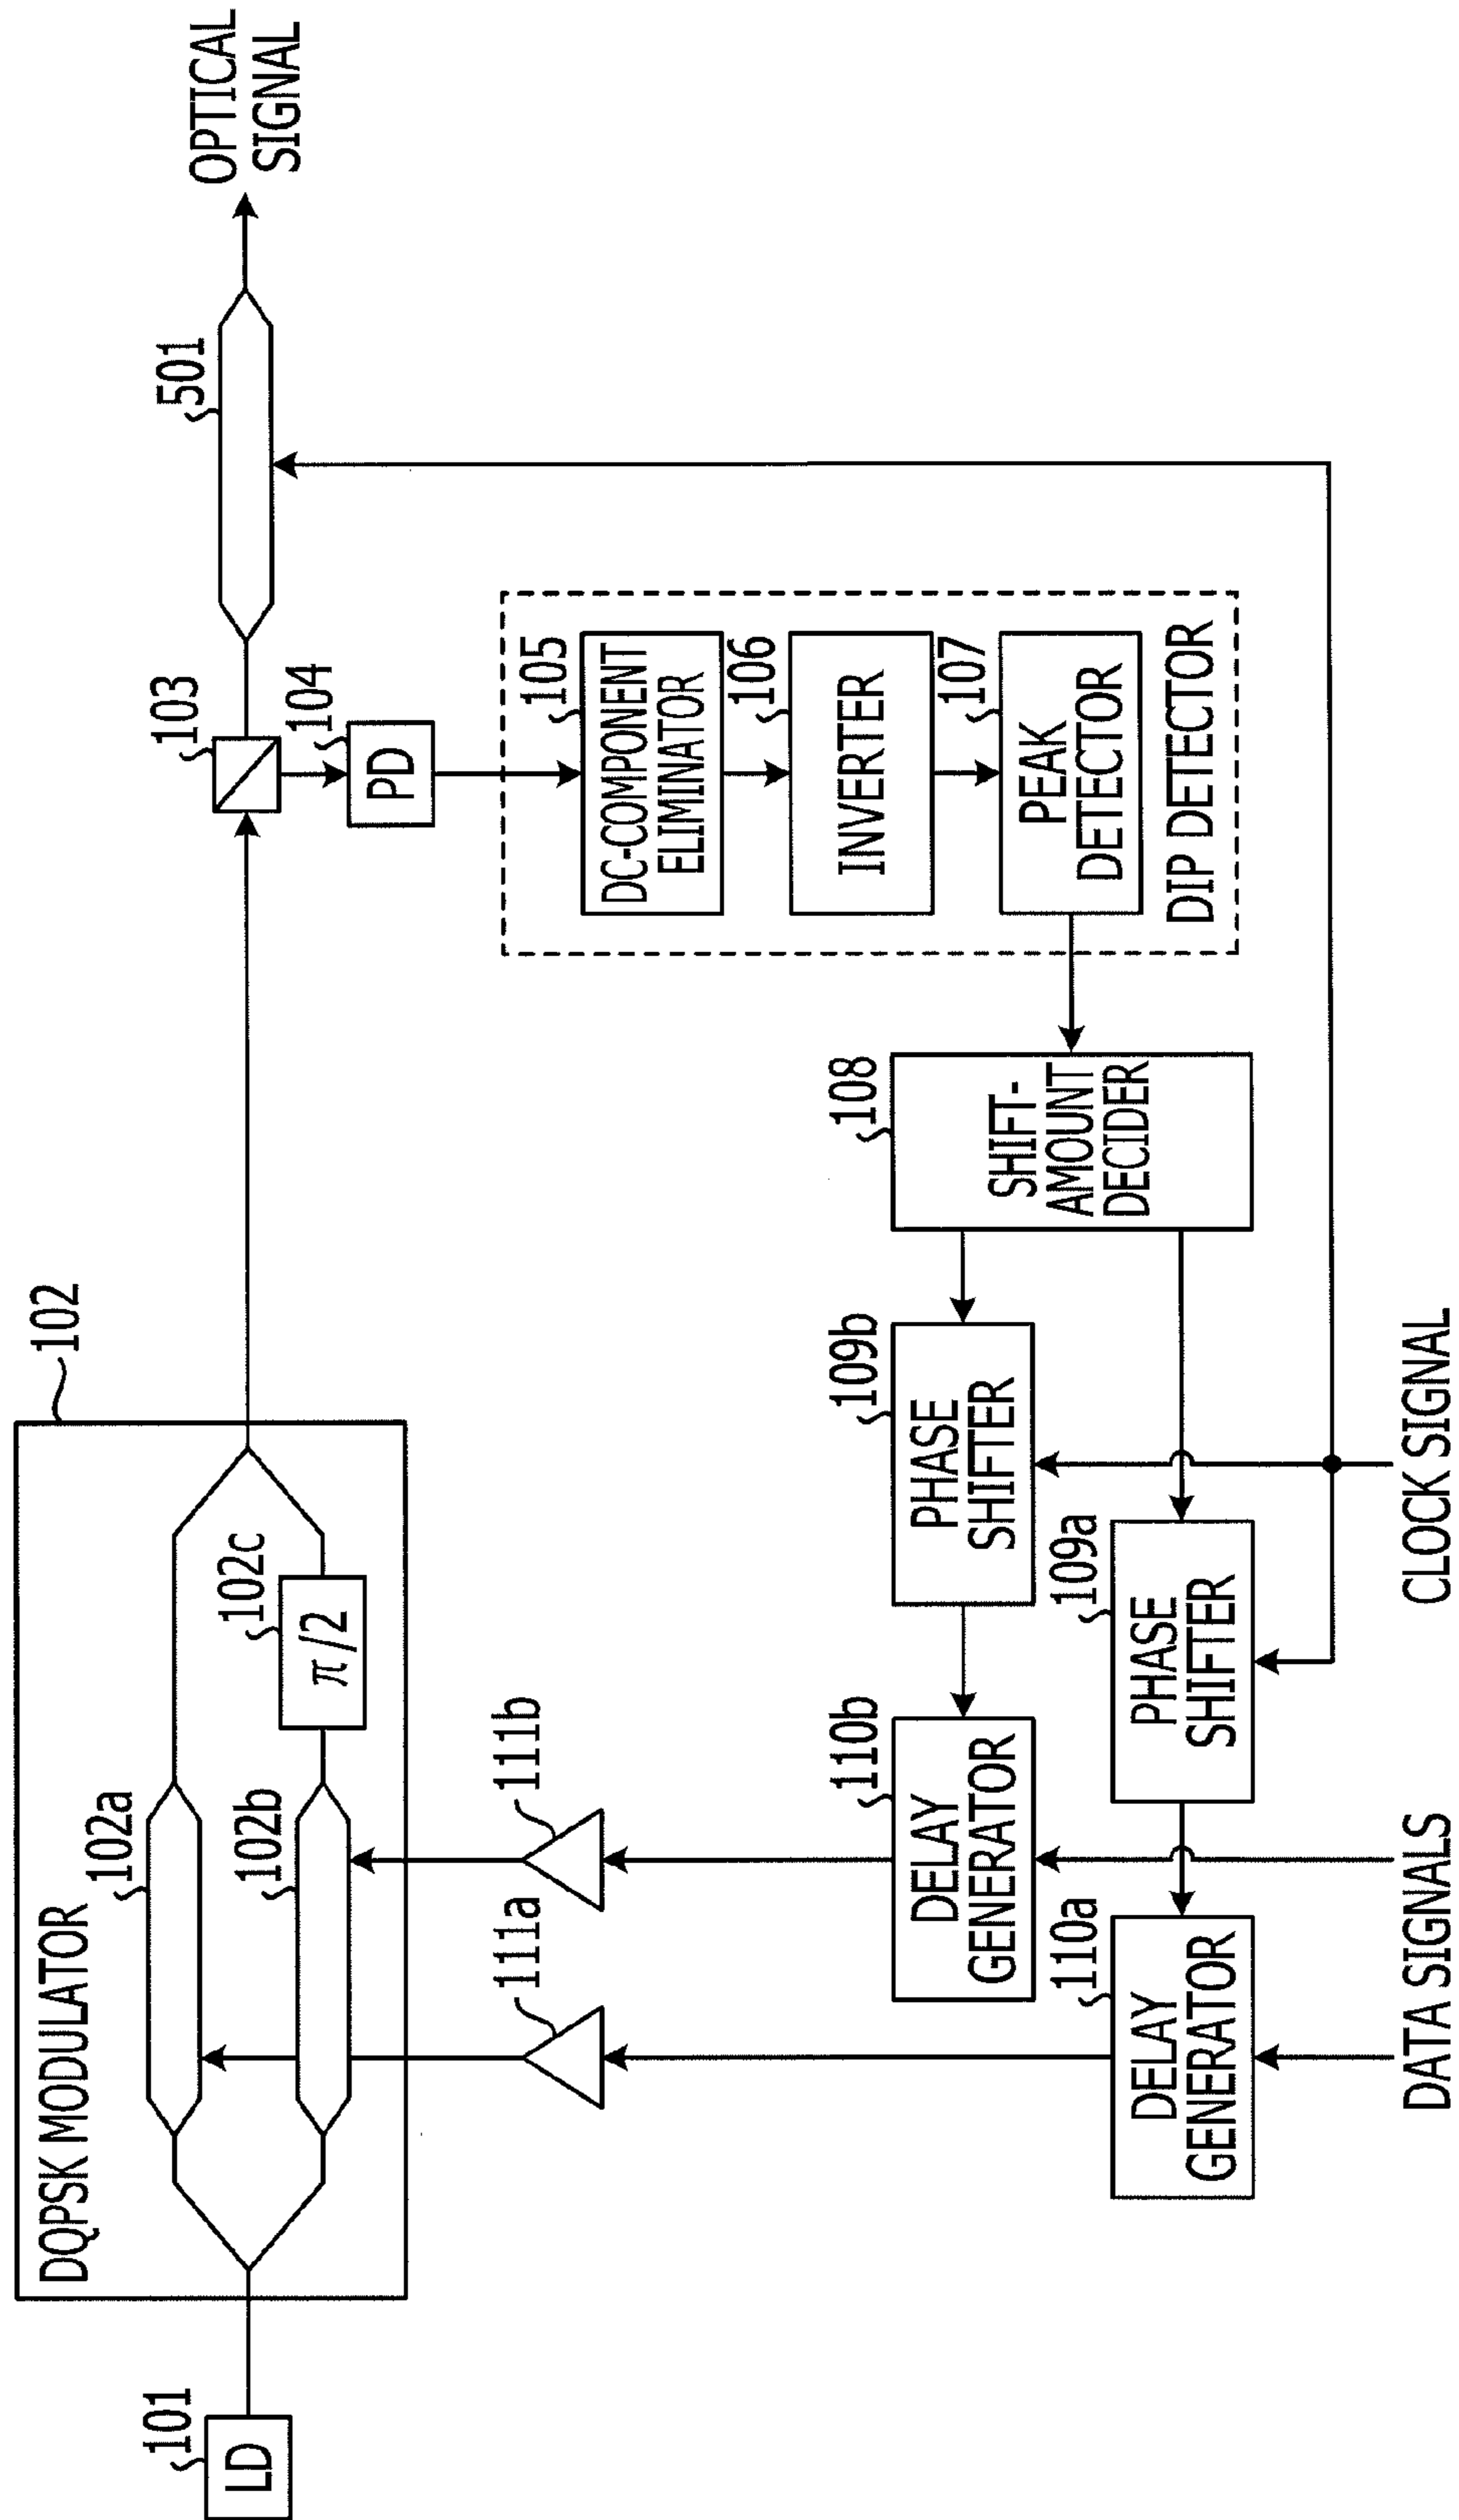 OPTICAL
SIGNAL
501
103
104
PD
105
DC-COMPONENT
ELIMINATOR
106
INVERTER
107
PEAK
DETECTOR
DIP DETECTOR
102
DQPSK MODULATOR
102a
102b
102c
π/2
101
LD
111a
111b
108
SHIFT-
AMOUNT
DECIDER
109b
PHASE
SHIFTER
109a
PHASE
SHIFTER
110b
DELAY
GENERATOR
110a
DELAY
GENERATOR
CLOCK SIGNAL
DATA SIGNALS